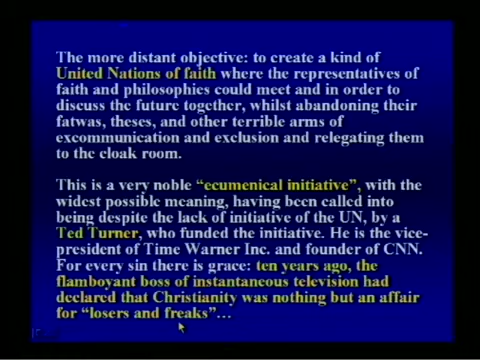 The more distant objective: to create a kind of
United Nations of faith where the representatives of
faith and philosophies could meet and in order to
discuss the future together, whilst abandoning their
fatwas, theses, and other terrible arms of
excommunication and exclusion and relegating them
to the cloak room.
This is a very noble “ecumenical initiative”, with the
widest possible meaning, having been called into
being despite the lack of initiative of the UN, by a
Ted Turner, who funded the initiative. He is the vice-
president of Time Warner Inc. and founder of CNN.
For every sin there is grace: ten years ago, the
flamboyant boss of instantaneous television had
declared that Christianity was nothing but an affair
for “losers and freaks”…